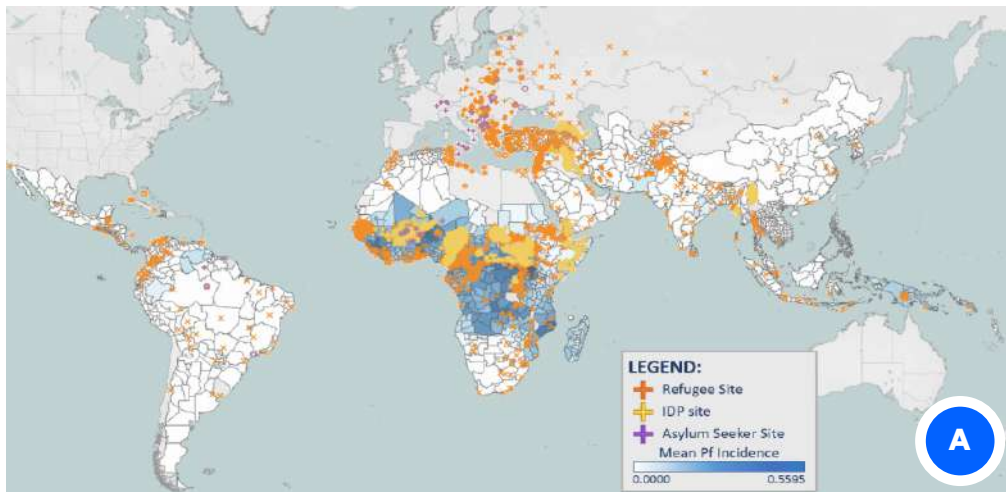 LEGEND:
Refugee Site
IDP site
Asylum Seeker Site
Mean Pf Incidence
0.0000 0.5595
A